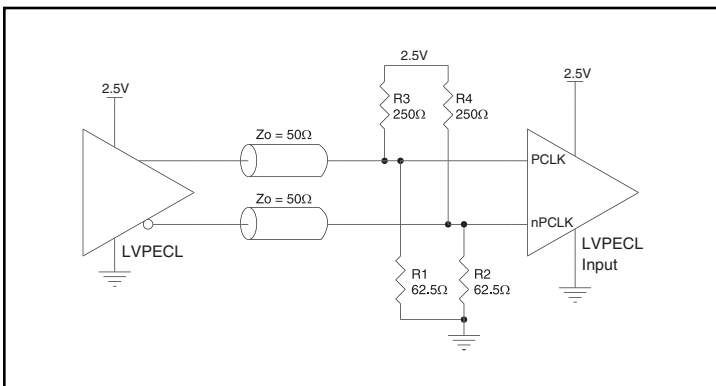 2.5V
2.5V
2.5V
R3
250Ω
R4
250Ω
Zo = 50Ω
PCLK
Zo = 50Ω
nPCLK
LVPECL
LVPECL
Input
R1
62.5Ω
R2
62.5Ω